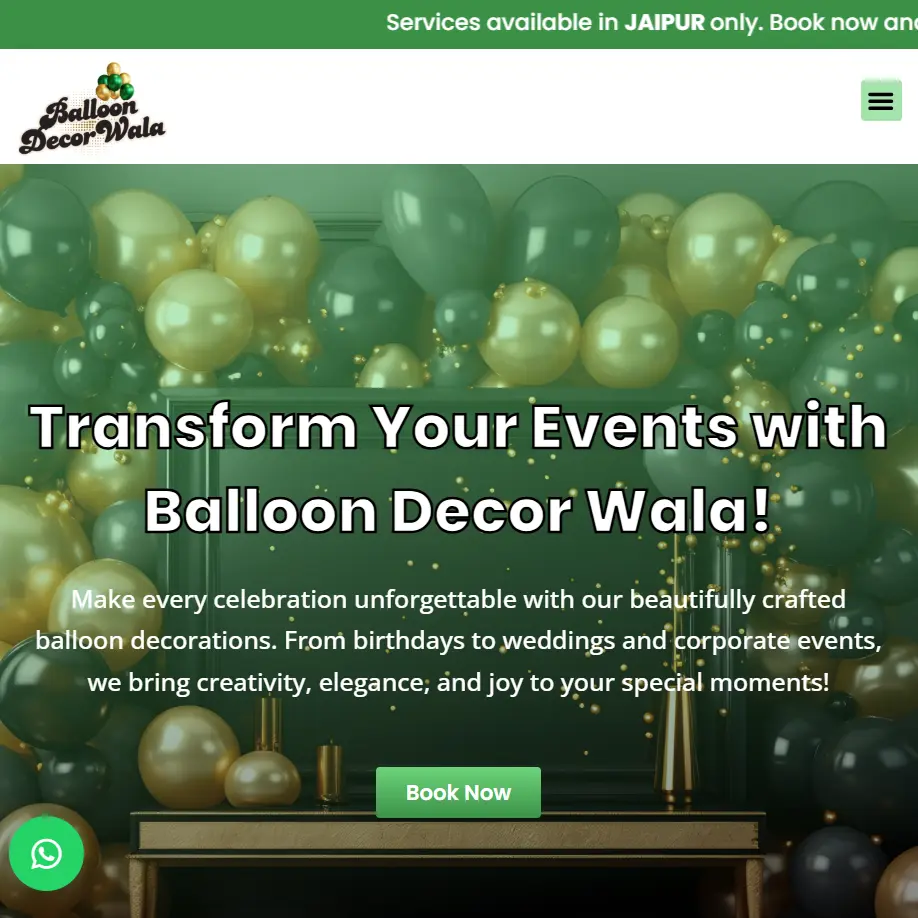 Services available in JAIPUR only. Book now
Balloon
Decor Wala
Transform Your Events with
Balloon Decor Wala!
Make every celebration unforgettable with our beautifully crafted
balloon decorations. From birthdays to weddings and corporate events,
we bring creativity, elegance, and joy to your special moments!
Book Now